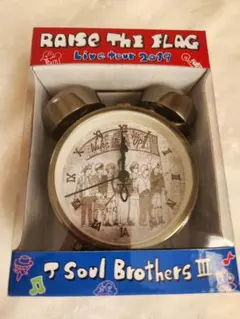 RAISE THE FLAG
Live tour 2019
J Soul Brothers III